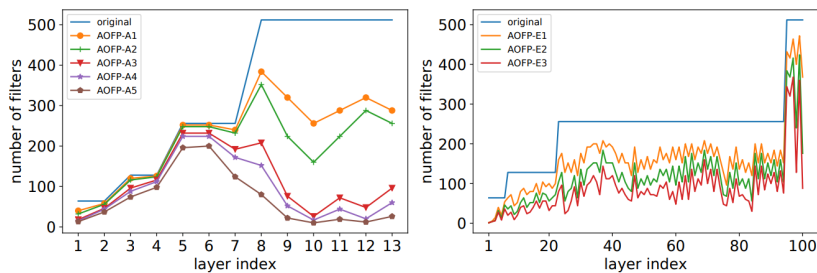 number of filters
500
400
300
200
100
0
original
AOFP-A1
AOFP-A2
AOFP-A3
AOFP-A4
AOFP-A5
1 2 3 4 5 6 7 8 9 10 11 12 13
layer index
number of filters
500
400
300
200
100
0
original
AOFP-E1
AOFP-E2
AOFP-E3
1 20 40 60 80 100
layer index